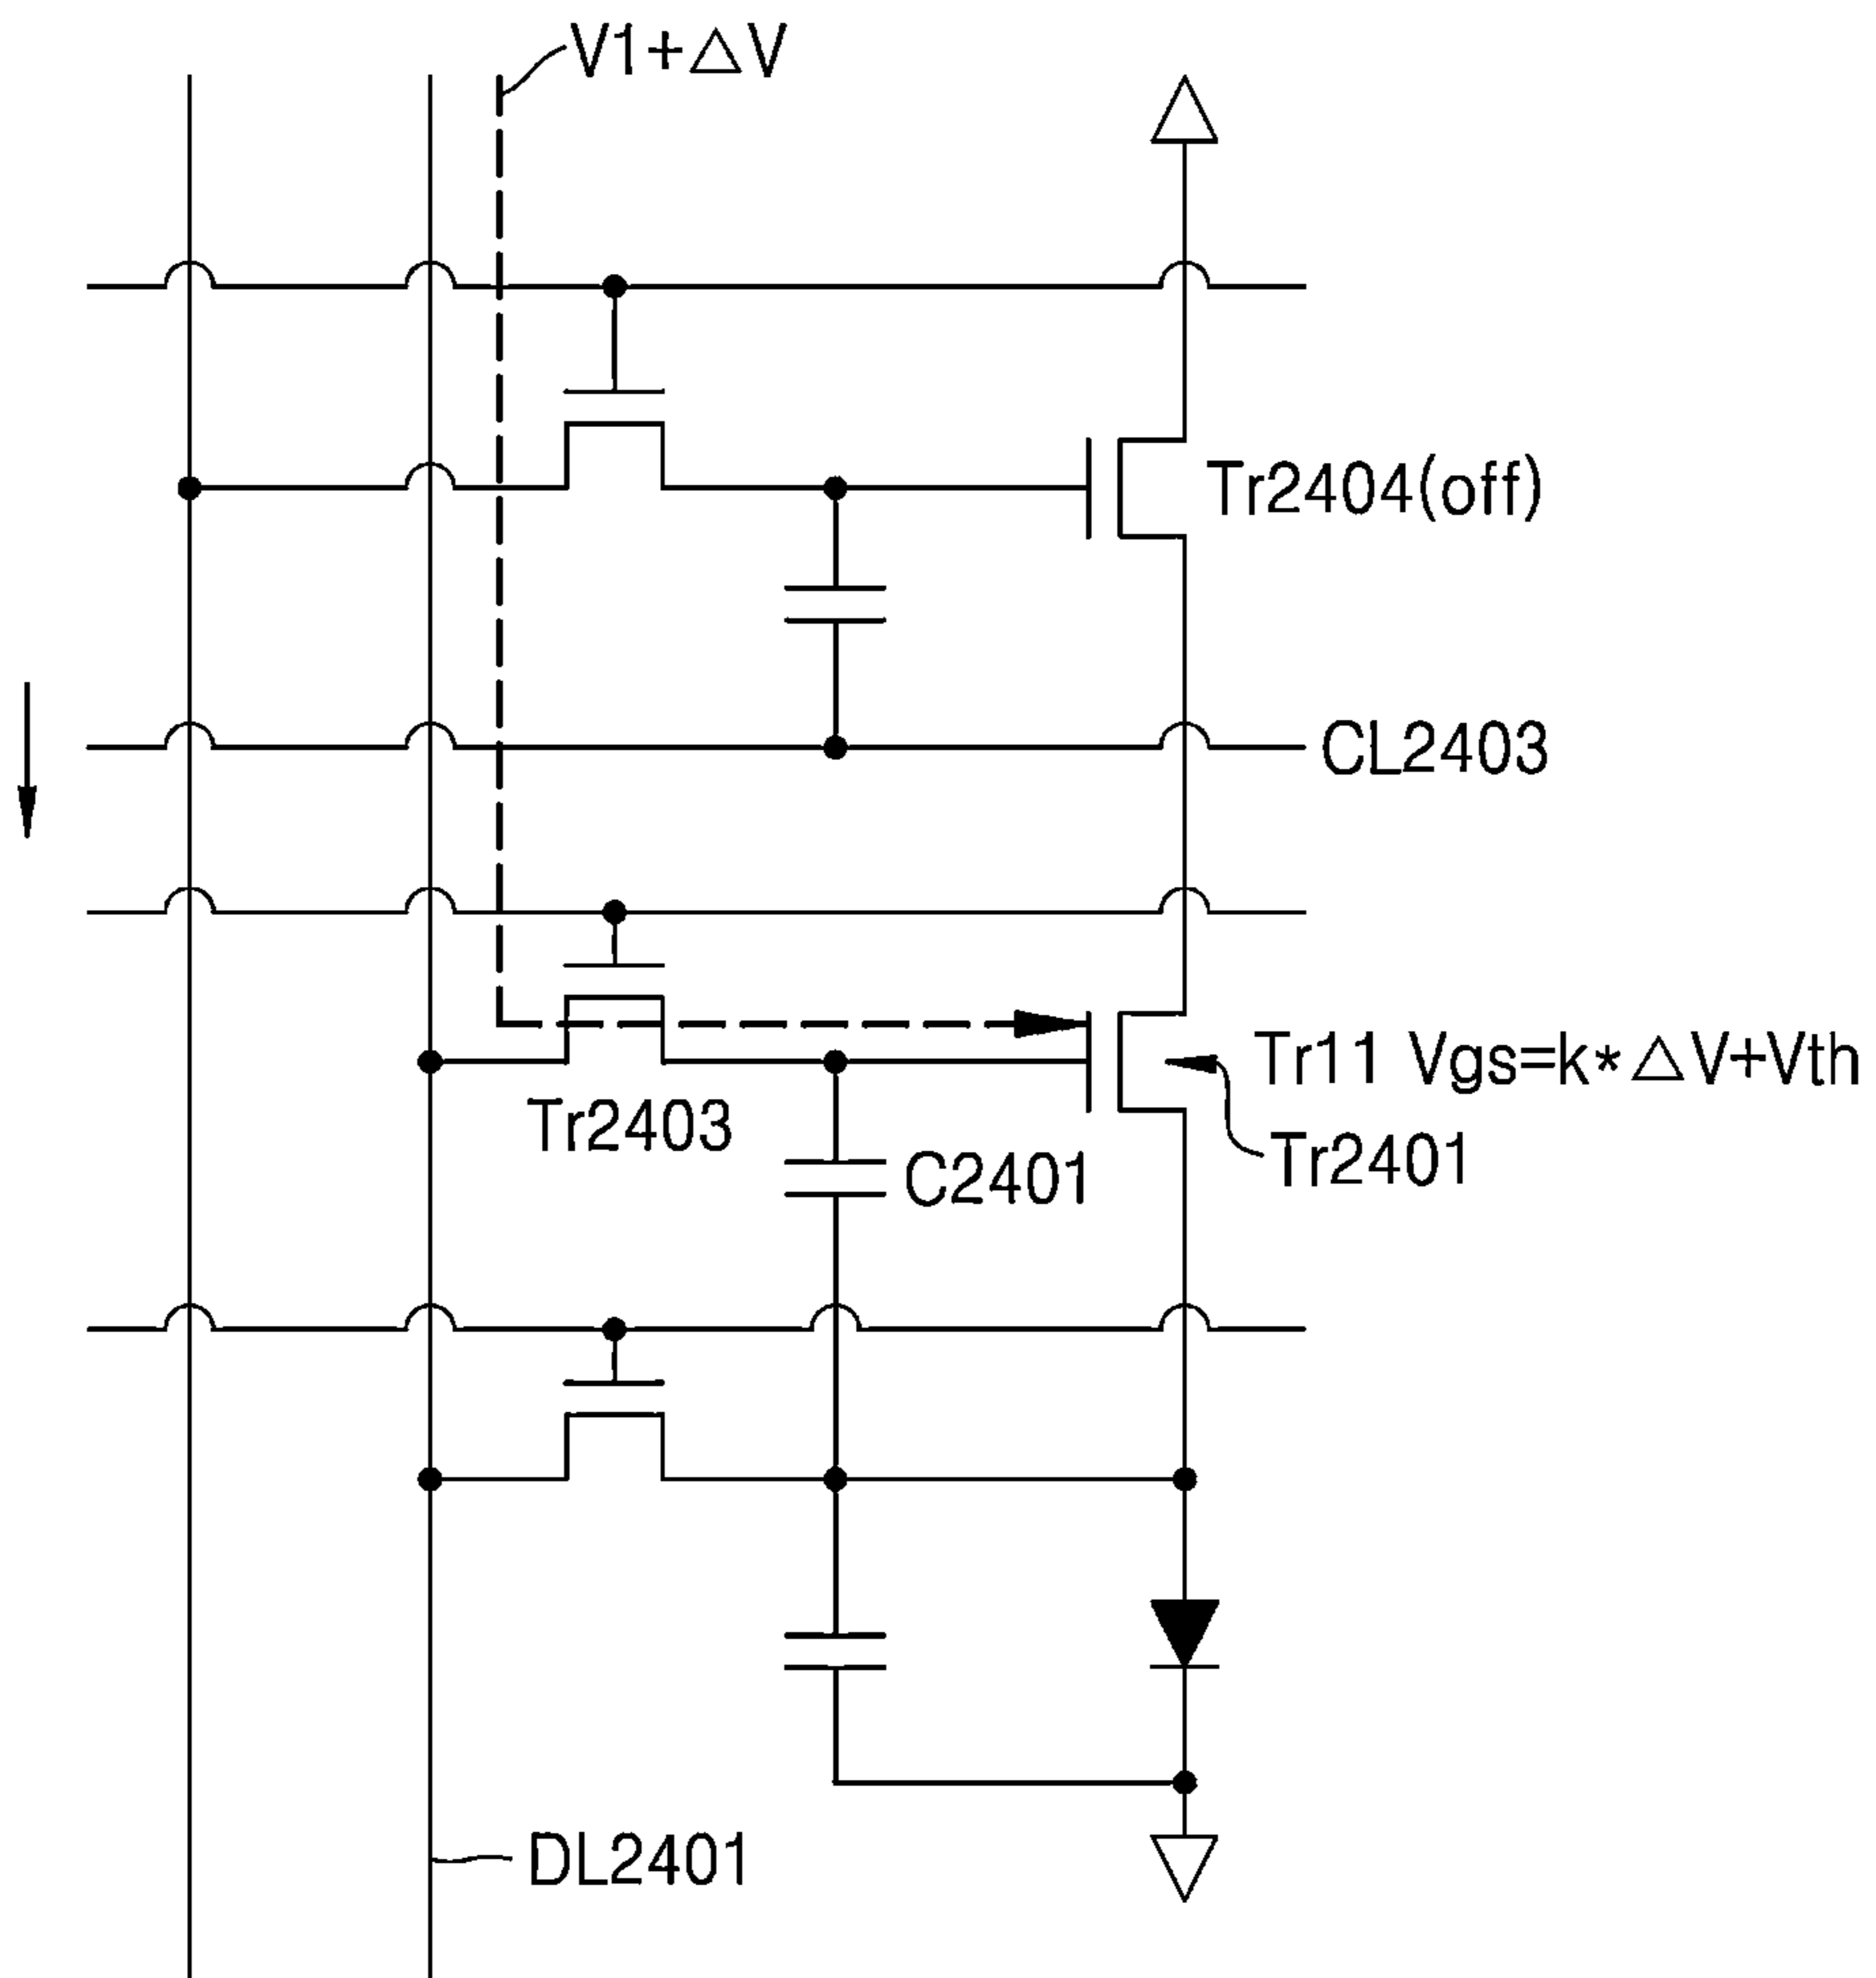 V1+△V
Tr2404(off)
CL2403
Tr11 Vgs=k*△V+Vth
Tr2403
Tr2401
C2401
DL2401